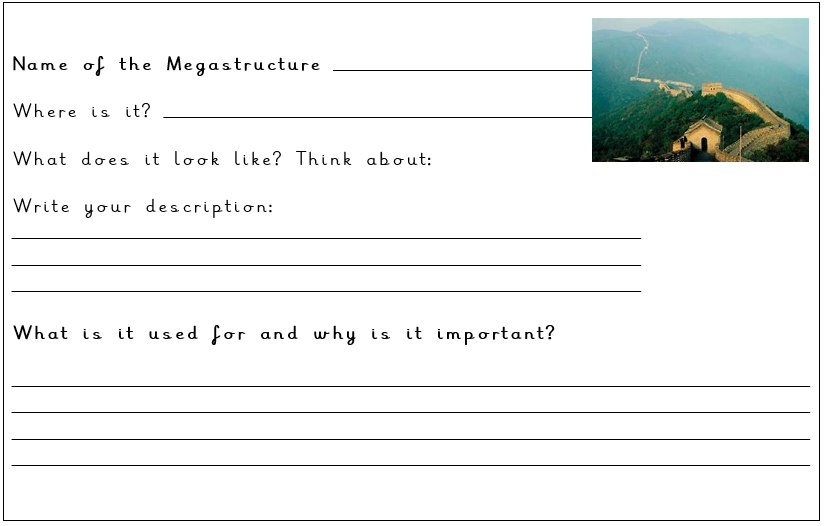 Name of the Megastructure
Where is it?
What does it look like? Think about:
Write your description:
What is it used for and why is it important?